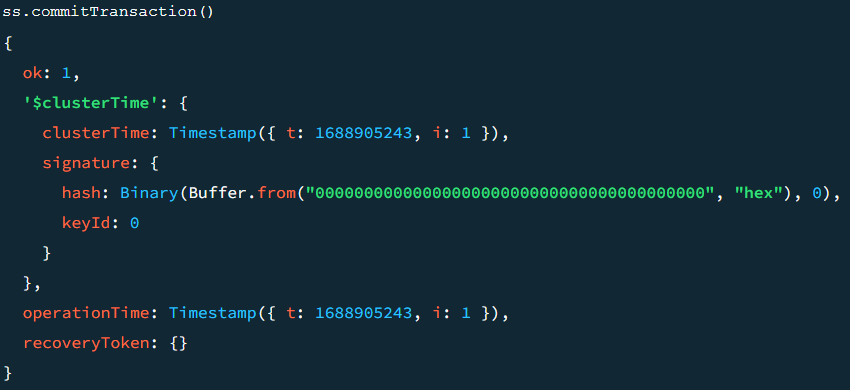 ss.commitTransaction()
{
  ok: 1,
  '$clusterTime': {
    clusterTime: Timestamp({ t: 1688905243, i: 1 }),
    signature: {
      hash: Binary(Buffer.from("0000000000000000000000000000000000000000", "hex"), 0),
      keyId: 0
    }
  },
  operationTime: Timestamp({ t: 1688905243, i: 1 }),
  recoveryToken: {}
}